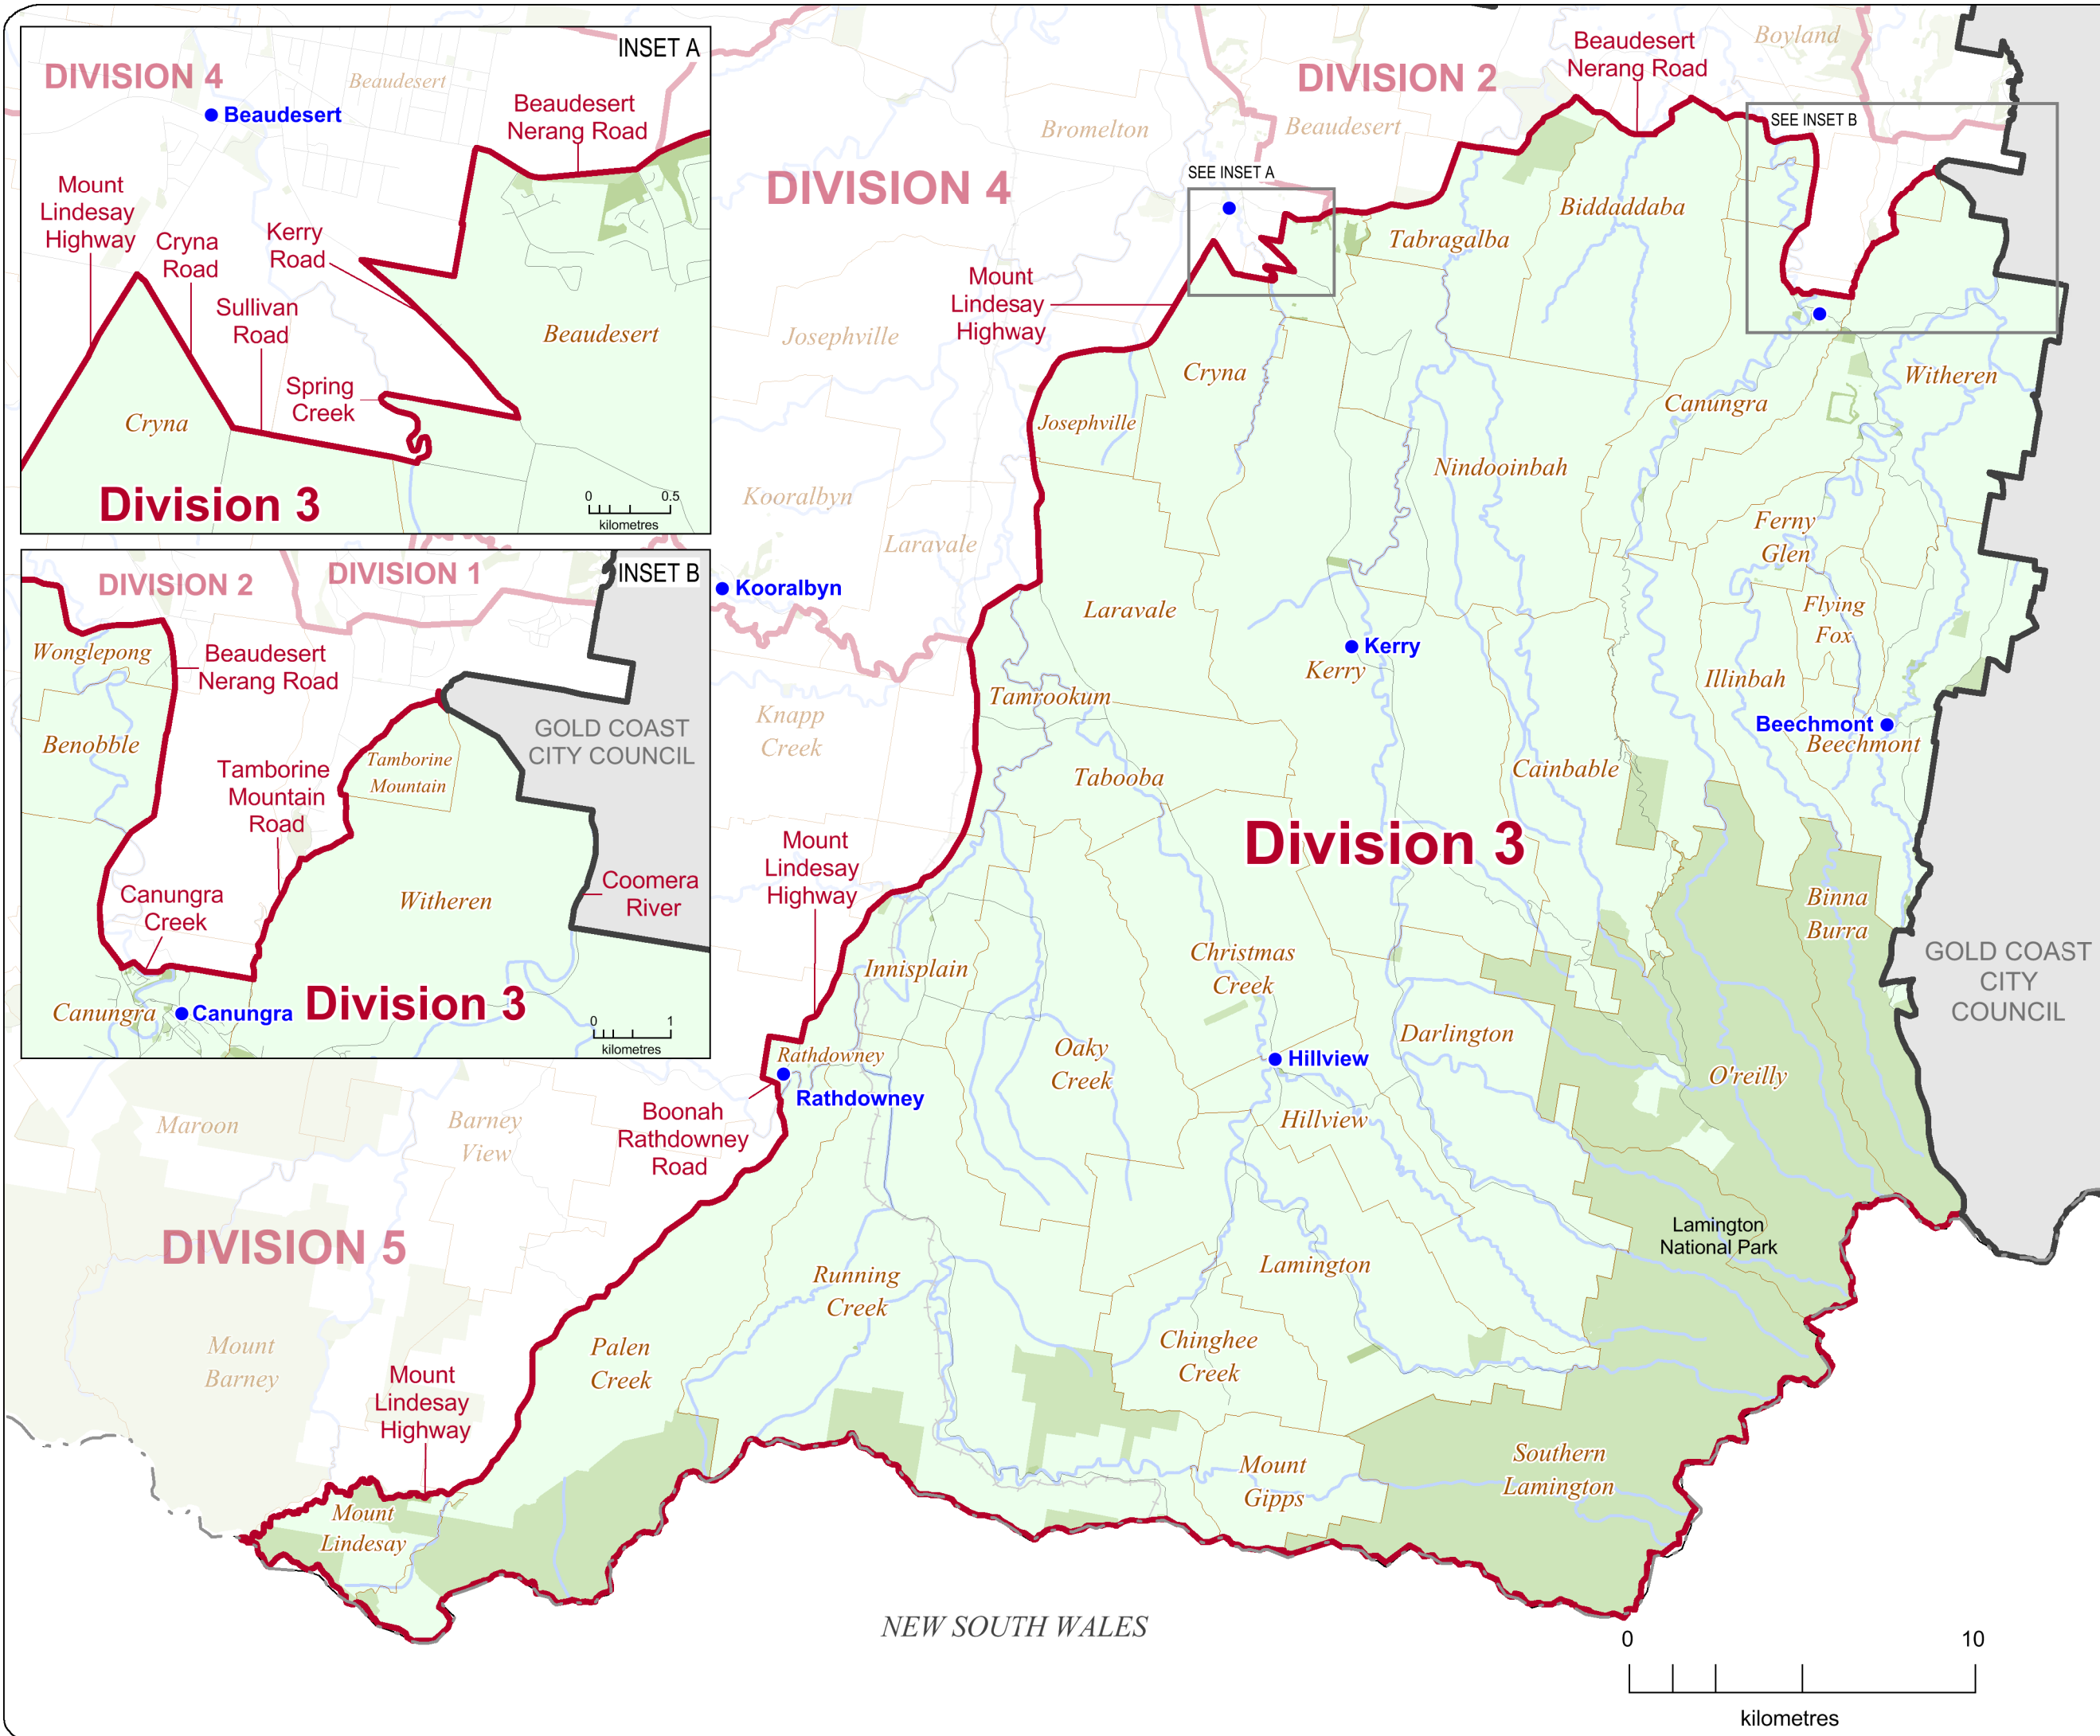 INSET A
DIVISION 4
Beaudesert
Beaudesert
Beaudesert
Nerang Road
Mount
Lindesay
Highway
Cryna
Road
Kerry
Road
Sullivan
Road
Spring
Creek
Beaudesert
Cryna
Division 3
0
0.5
kilometres
INSET B
DIVISION 2
DIVISION 1
Wonglepong
Beaudesert
Nerang Road
Benobble
GOLD COAST
CITY COUNCIL
Tamborine
Mountain
Tamborine
Mountain
Road
Canungra
Creek
Witheren
Coomera
River
Canungra
Canungra
Division 3
0
1
kilometres
Beaudesert
Nerang Road
Boyland
DIVISION 2
Beaudesert
Bromelton
SEE INSET B
SEE INSET A
DIVISION 4
Biddaddaba
Tabragalba
Mount
Lindesay
Highway
Josephville
Cryna
Witheren
Canungra
Josephville
Nindooinbah
Kooralbyn
Laravale
Ferny
Glen
Kooralbyn
Laravale
Flying
Fox
Kerry
Kerry
Illinbah
Tamrookum
Knapp
Creek
Beechmont
Beechmont
Tabooba
Cainbable
Division 3
Mount
Lindesay
Highway
Binna
Burra
Christmas
Creek
Innisplain
GOLD COAST
CITY
COUNCIL
Darlington
Rathdowney
Oaky
Creek
Hillview
O'reilly
Rathdowney
Boonah
Rathdowney
Road
Hillview
Maroon
Barney
View
DIVISION 5
Lamington
National Park
Lamington
Running
Creek
Mount
Barney
Palen
Creek
Chinghee
Creek
Mount
Lindesay
Highway
Southern
Lamington
Mount
Gipps
Mount
Lindesay
NEW SOUTH WALES
0
10
kilometres